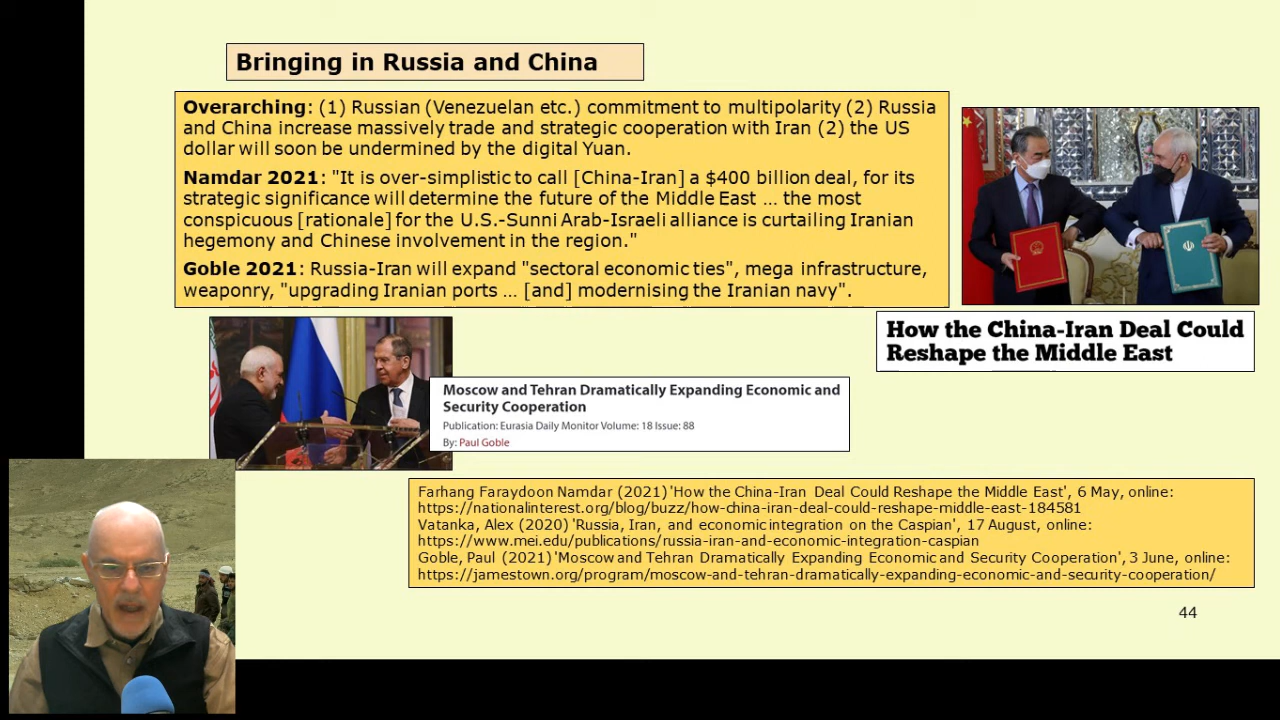 Bringing in Russia and China
Overarching: (1) Russian (Venezuelan etc.) commitment to multipolarity (2) Russia
and China increase massively trade and strategic cooperation with Iran (2) the US
dollar will soon be undermined by the digital Yuan.
Namdar 2021: "It is over-simplistic to call [China-Iran] a $400 billion deal, for its
strategic significance will determine the future of the Middle East ... the most
conspicuous [rationale] for the U.S.-Sunni Arab-Israeli alliance is curtailing Iranian
hegemony and Chinese involvement in the region."
Goble 2021: Russia-Iran will expand "sectoral economic ties", mega infrastructure,
weaponry, "upgrading Iranian ports ... [and] modernising the Iranian navy".
How the China-Iran Deal Could
Reshape the Middle East
Moscow and Tehran Dramatically Expanding Economic and
Security Cooperation
Publication: Eurasia Daily Monitor Volume: 18 Issue: 88
By: Paul Goble
Farhang Faraydoon Namdar (2021) 'How the China-Iran Deal Could Reshape the Middle East', 6 May, online:
https://nationalinterest.org/blog/buzz/how-china-iran-deal-could-reshape-middle-east-184581
Vatanka, Alex (2020) 'Russia, Iran, and economic integration on the Caspian', 17 August, online:
https://www.mei.edu/publications/russia-iran-and-economic-integration-caspian
Goble, Paul (2021) 'Moscow and Tehran Dramatically Expanding Economic and Security Cooperation', 3 June, online:
https://jamestown.org/program/moscow-and-tehran-dramatically-expanding-economic-and-security-cooperation/
44